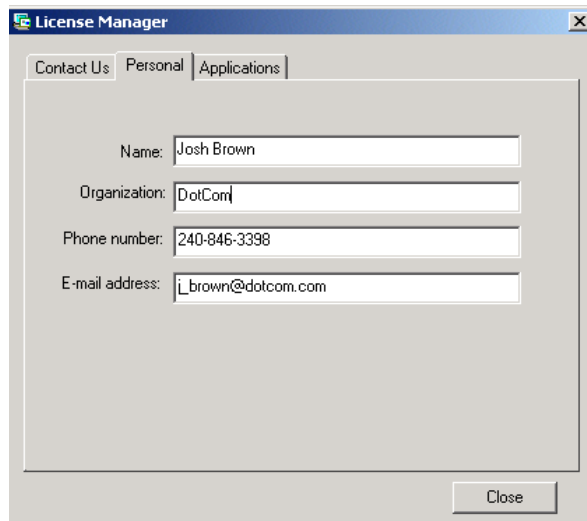 License Manager
Contact Us Personal Applications
Name: Josh Brown
Organization: DotCom
Phone number: 240-846-3398
E-mail address: j_brown@dotcom.com
Close